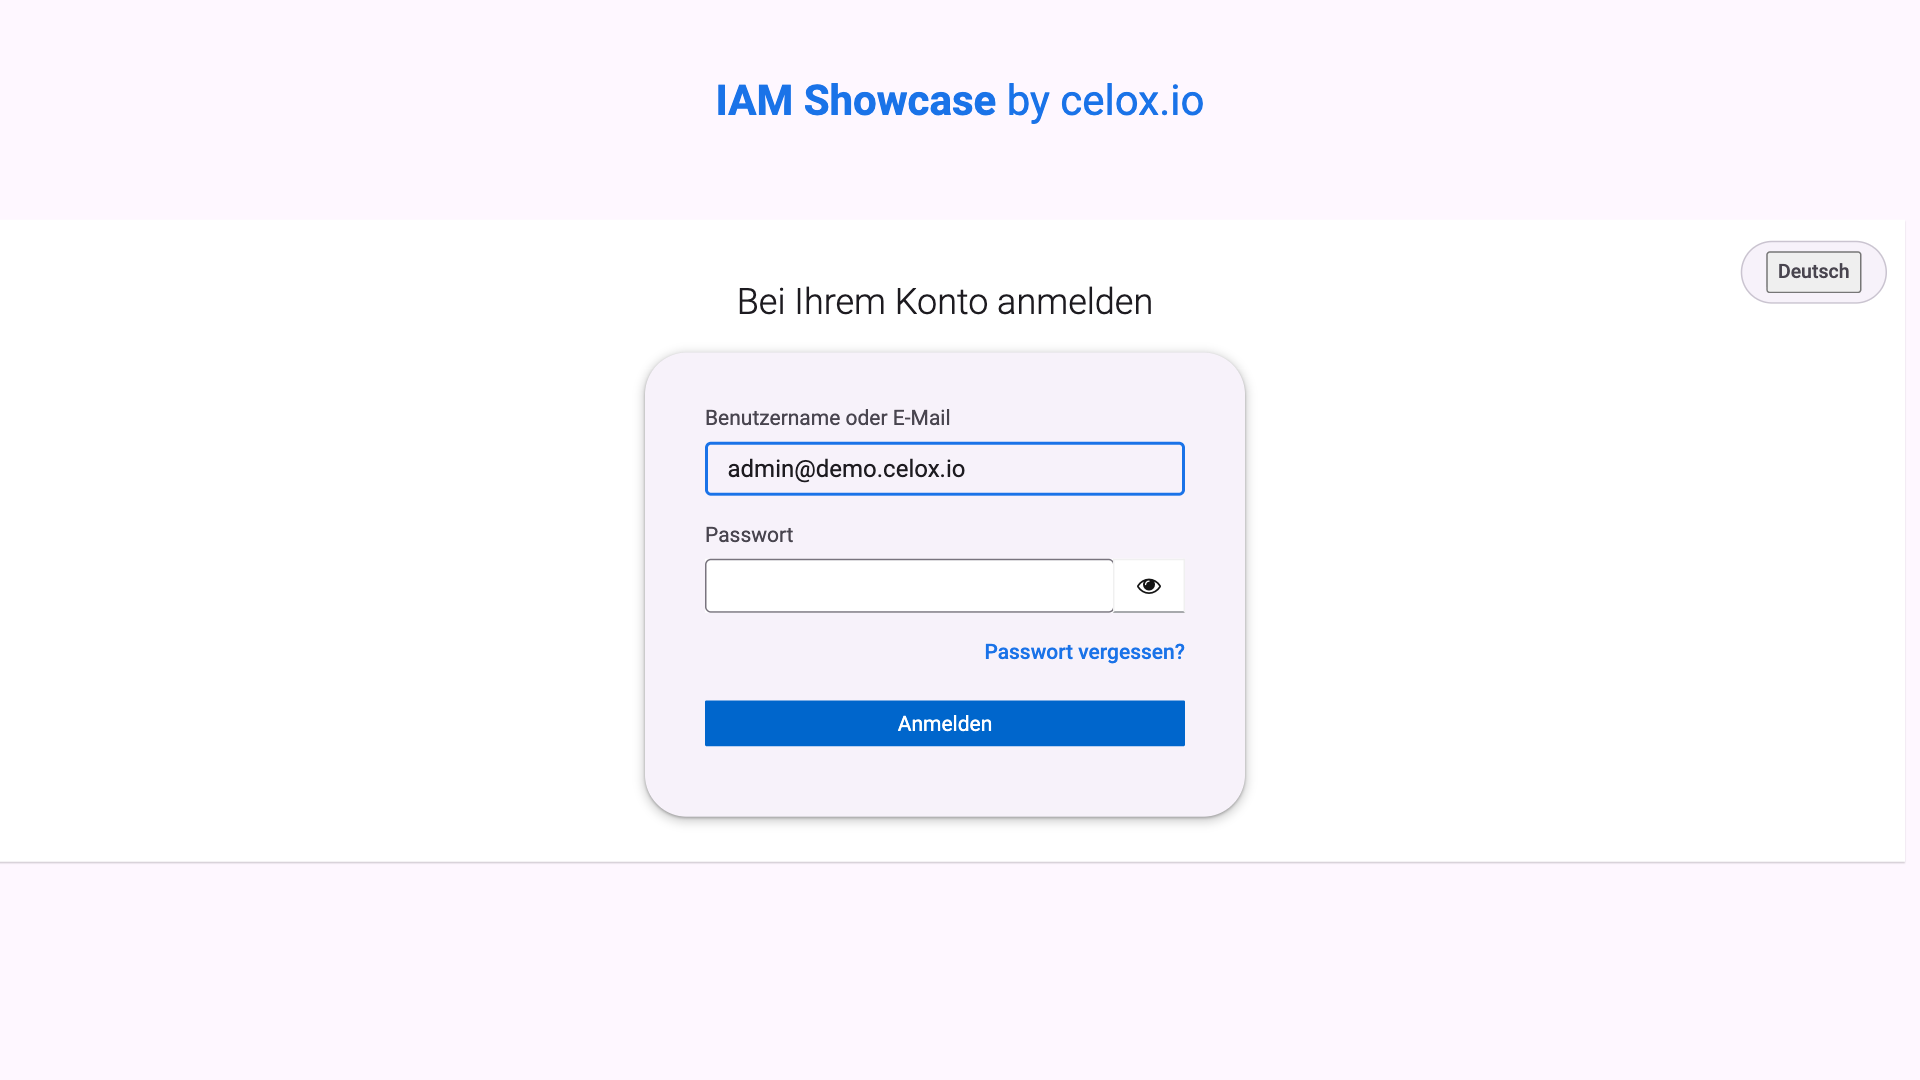 IAM Showcase by celox.io
Deutsch
Bei Ihrem Konto anmelden
Benutzername oder E-Mail
admin@demo.celox.io
Passwort
Passwort vergessen?
Anmelden